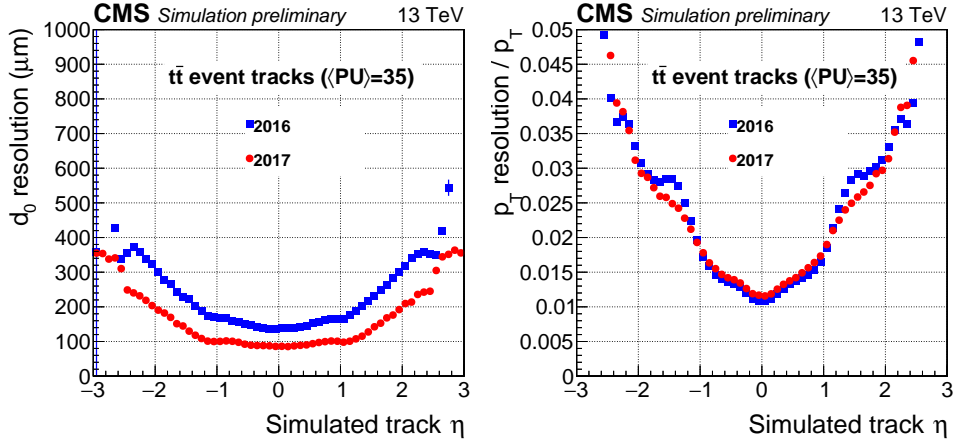 CMS Simulation preliminary 13 TeV
d₀ resolution (μm)
1000
900
800
700
600
500
400
300
200
100
0
tt̄ event tracks (⟨PU⟩=35)
2016
2017
−3 −2 −1 0 1 2 3
Simulated track η
CMS Simulation preliminary 13 TeV
p_T resolution / p_T
0.05
0.045
0.04
0.035
0.03
0.025
0.02
0.015
0.01
0.005
0
tt̄ event tracks (⟨PU⟩=35)
2016
2017
−3 −2 −1 0 1 2 3
Simulated track η